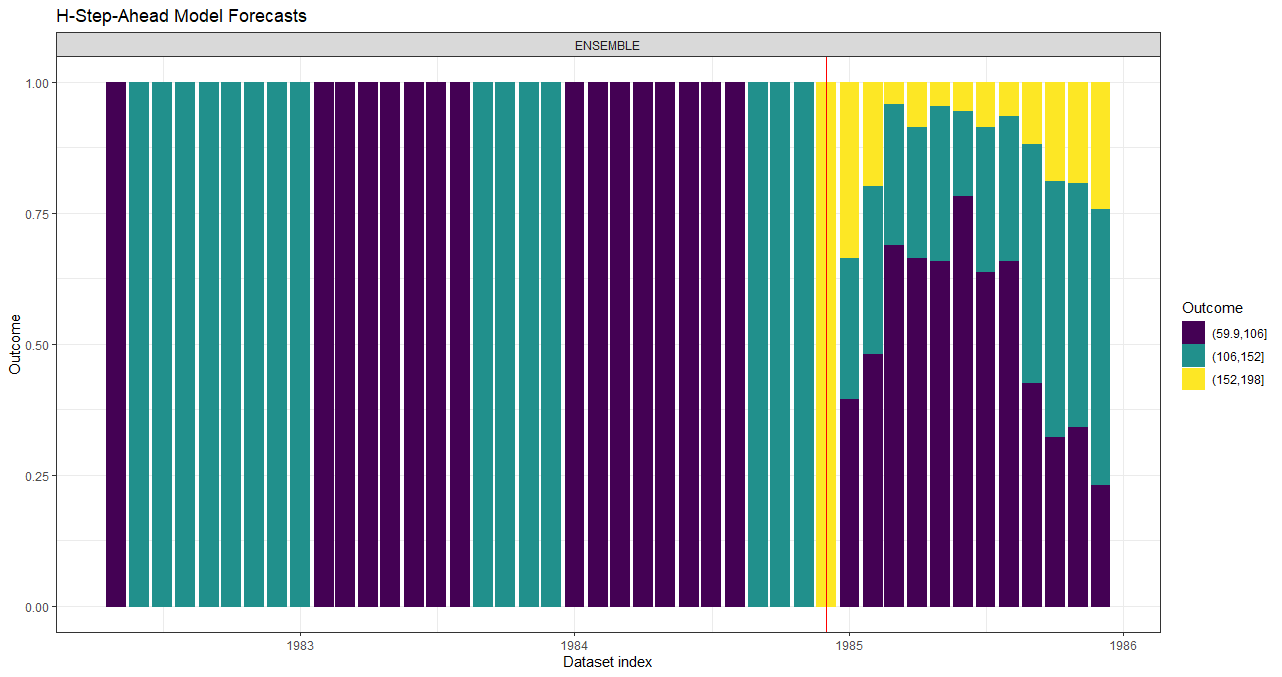 H-Step-Ahead Model Forecasts
ENSEMBLE
1.00
0.75
0.50
0.25
0.00
Outcome
1983
1984
1985
1986
Dataset index
Outcome
(59.9,106]
(106,152]
(152,198]